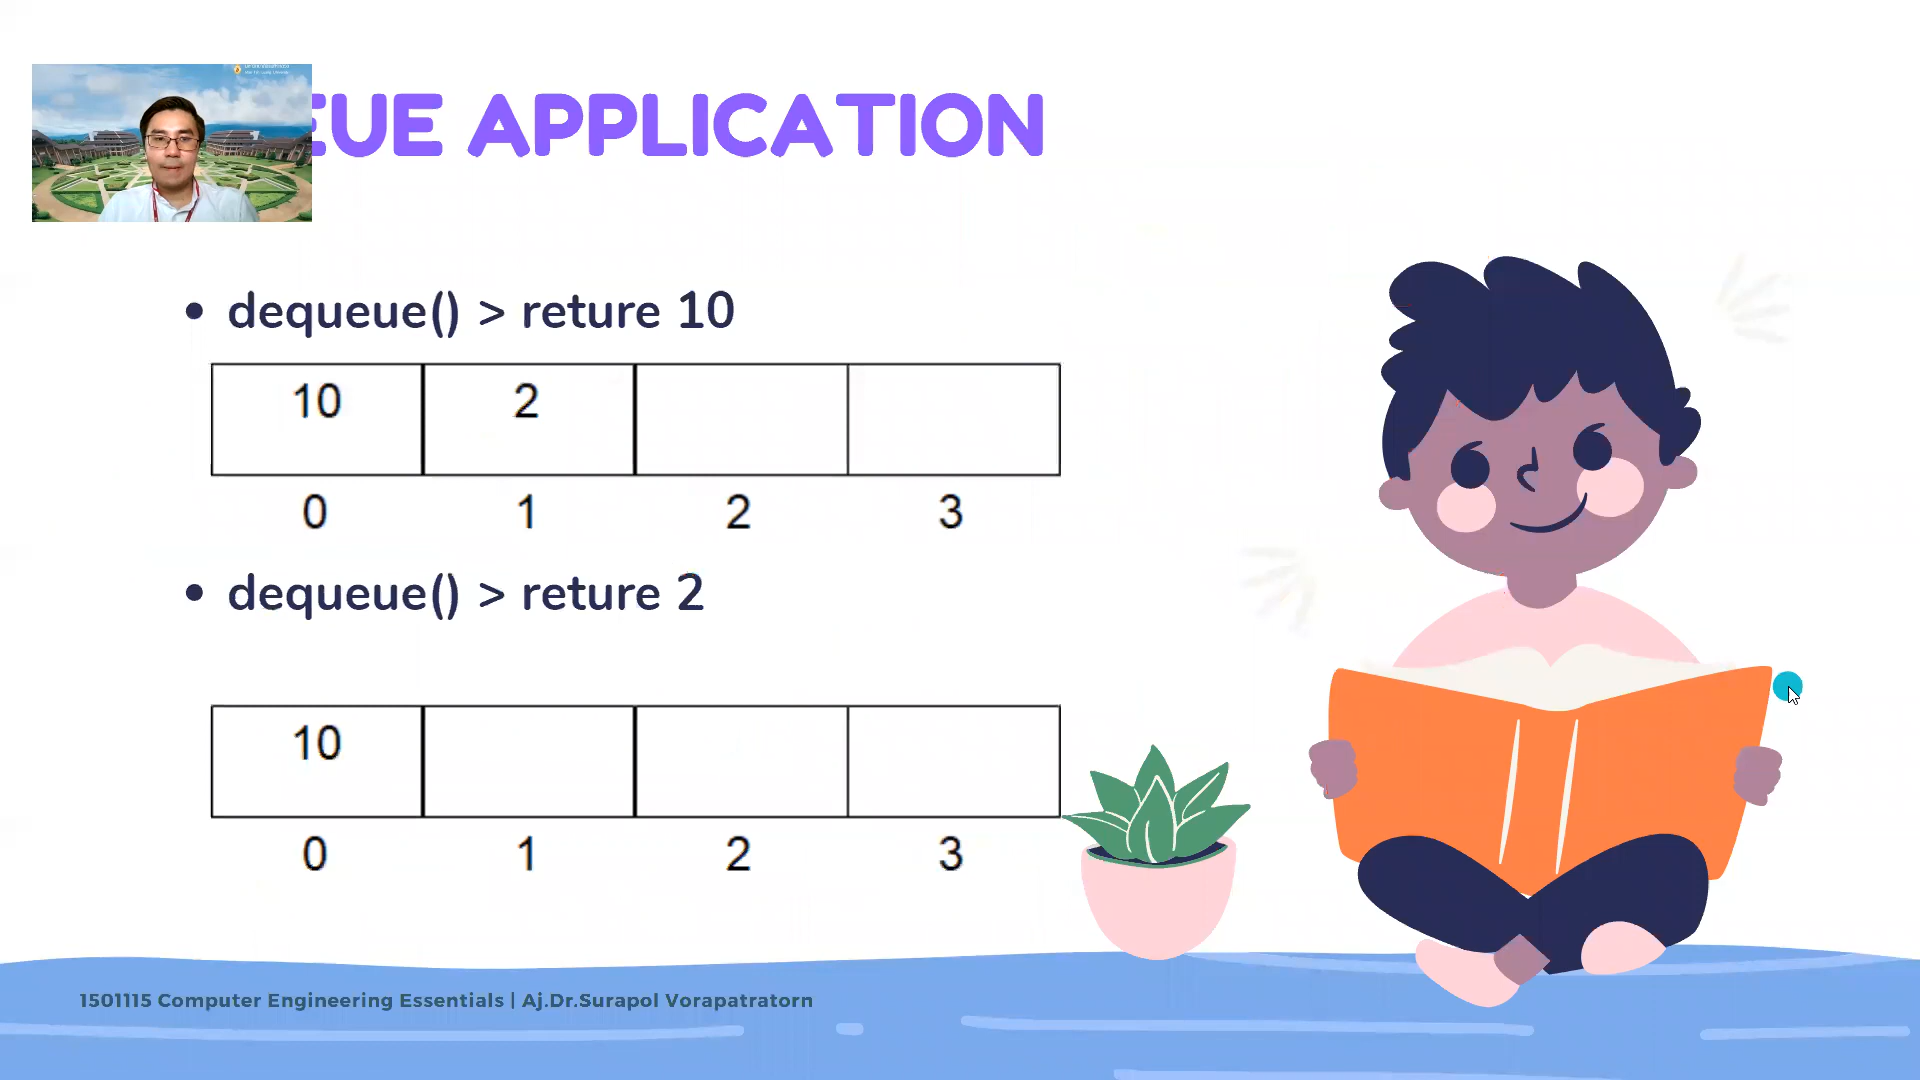 UE APPLICATION
• dequeue() > reture 10
10 2
0 1 2 3
• dequeue() > reture 2
10
0 1 2 3
1501115 Computer Engineering Essentials | Aj.Dr.Surapol Vorapatratorn